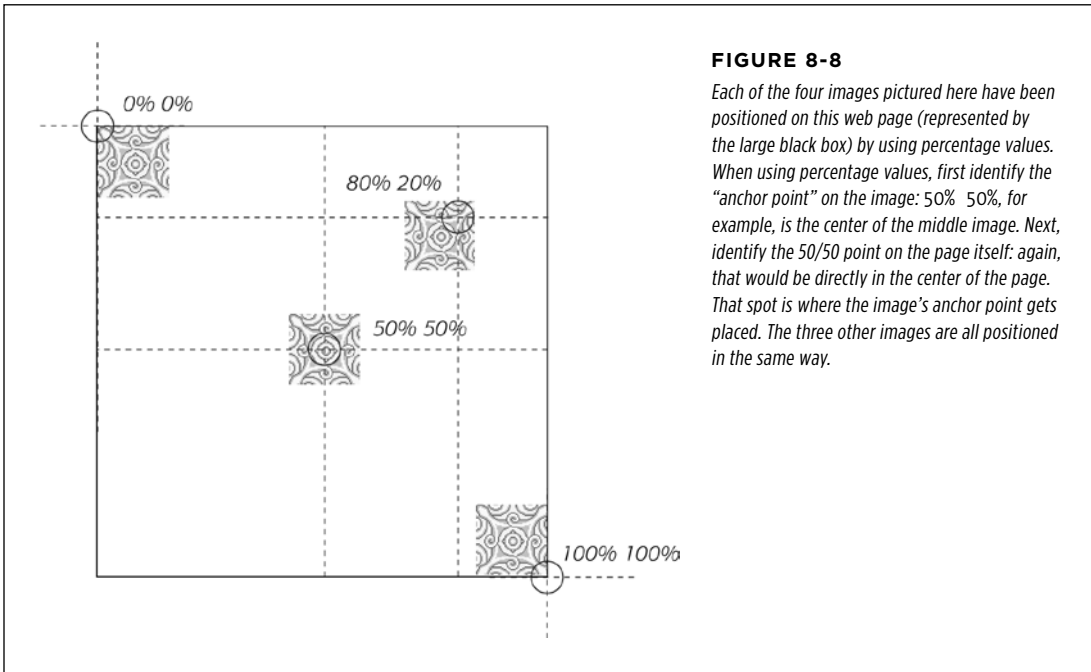 0% 0%
80% 20%
50% 50%
100% 100%
FIGURE 8-8
Each of the four images pictured here have been
positioned on this web page (represented by
the large black box) by using percentage values.
When using percentage values, first identify the
“anchor point” on the image: 50% 50%, for
example, is the center of the middle image. Next,
identify the 50/50 point on the page itself: again,
that would be directly in the center of the page.
That spot is where the image’s anchor point gets
placed. The three other images are all positioned
in the same way.